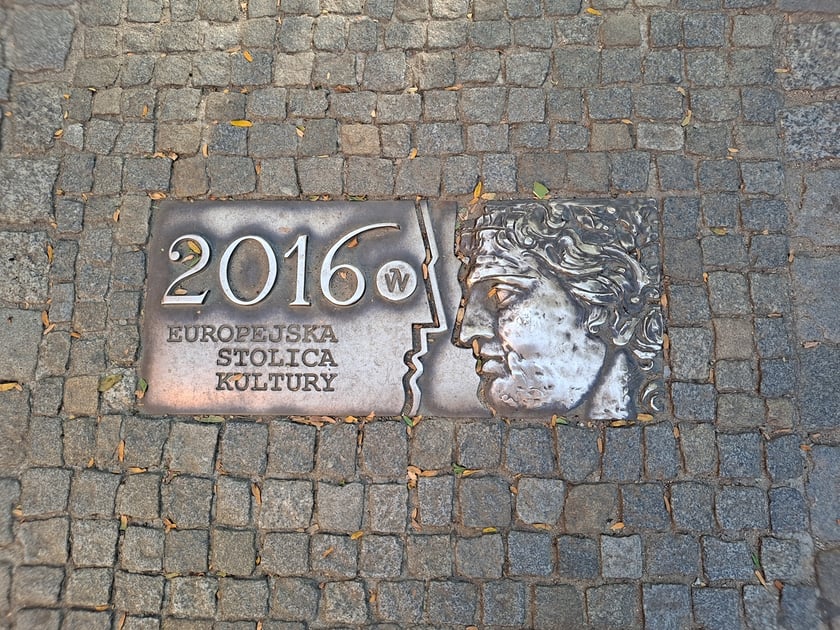 2016 W
EUROPEJSKA
STOLICA
KULTURY